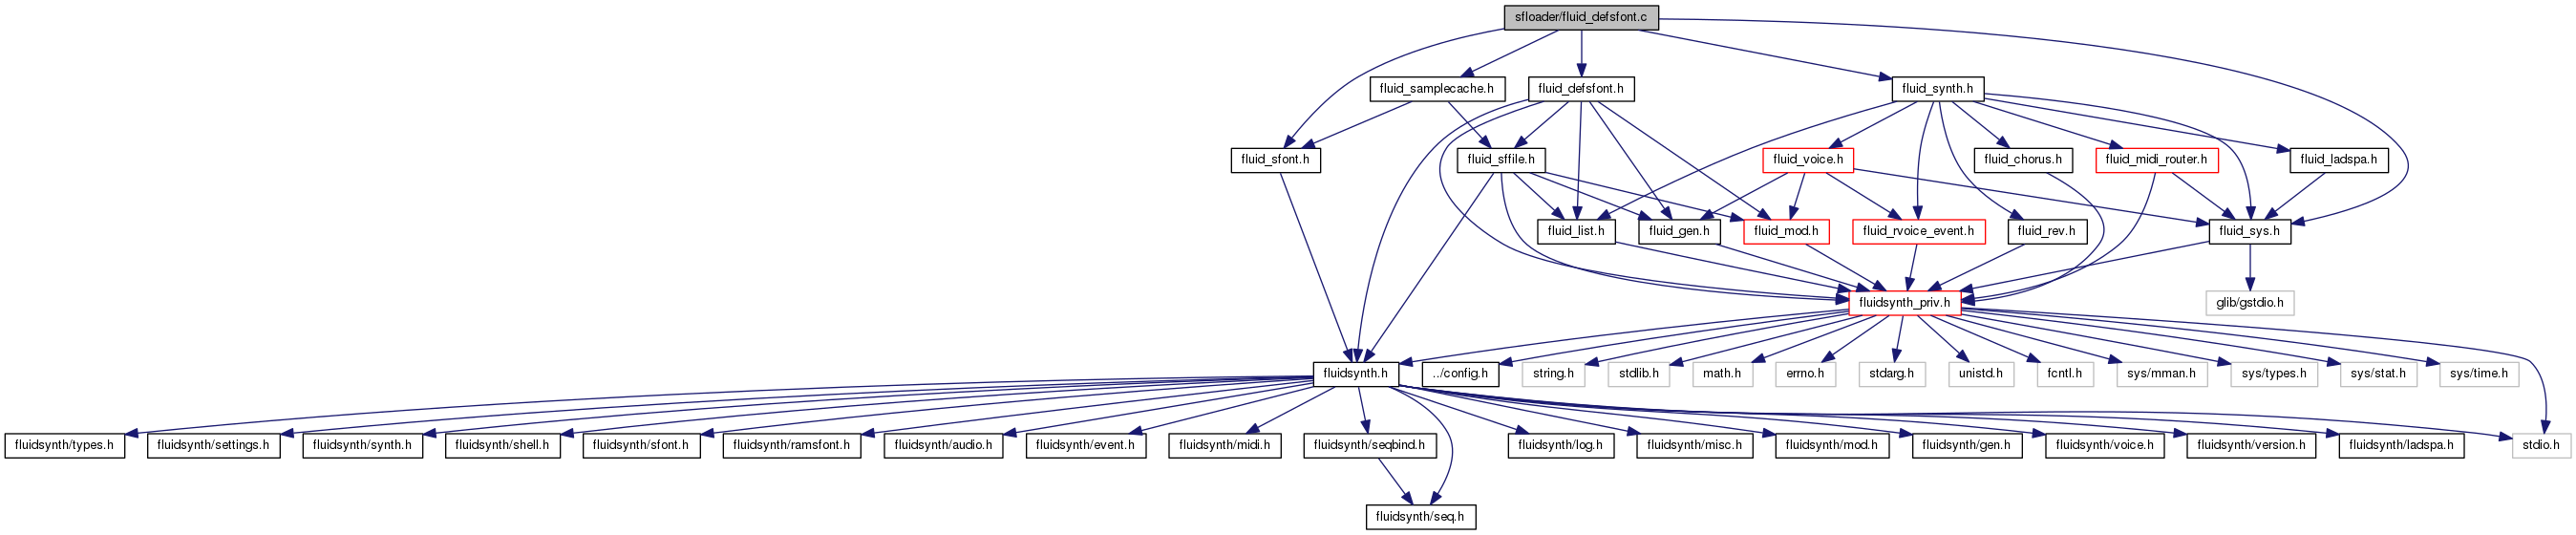 sfloader/fluid_defsfont.c
fluid_samplecache.h
fluid_defsfont.h
fluid_synth.h
fluid_sfont.h
fluid_sffile.h
fluid_voice.h
fluid_chorus.h
fluid_midi_router.h
fluid_ladspa.h
fluid_list.h
fluid_gen.h
fluid_mod.h
fluid_rvoice_event.h
fluid_rev.h
fluid_sys.h
fluidsynth_priv.h
glib/gstdio.h
fluidsynth.h
../config.h
string.h
stdlib.h
math.h
errno.h
stdarg.h
unistd.h
fcntl.h
sys/mman.h
sys/types.h
sys/stat.h
sys/time.h
fluidsynth/types.h
fluidsynth/settings.h
fluidsynth/synth.h
fluidsynth/shell.h
fluidsynth/sfont.h
fluidsynth/ramsfont.h
fluidsynth/audio.h
fluidsynth/event.h
fluidsynth/midi.h
fluidsynth/seqbind.h
fluidsynth/log.h
fluidsynth/misc.h
fluidsynth/mod.h
fluidsynth/gen.h
fluidsynth/voice.h
fluidsynth/version.h
fluidsynth/ladspa.h
stdio.h
fluidsynth/seq.h